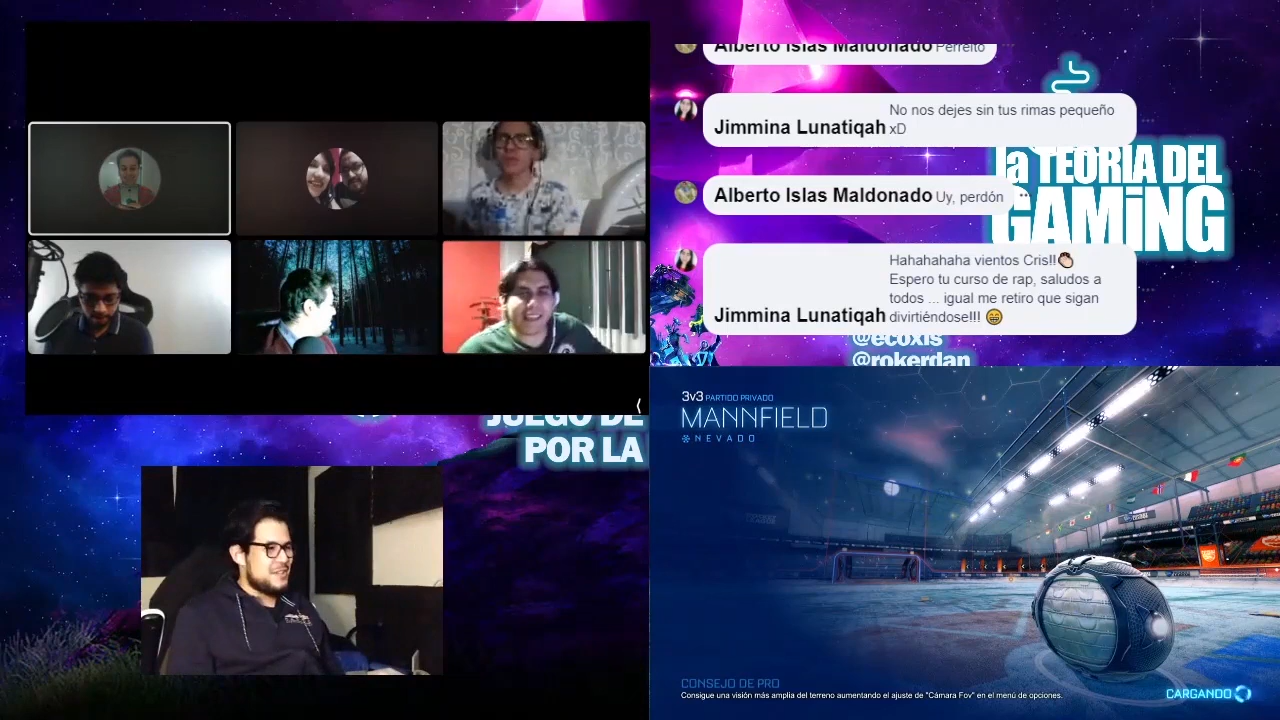 Alberto Islas Maldonado Perreito
No nos dejes sin tus rimas pequeño
Jimmina Lunatiqah xD
Alberto Islas Maldonado Uy, perdón
Hahahahaha vientos Cris!!👏🏻
Espero tu curso de rap, saludos a
todos ... igual me retiro que sigan
Jimmina Lunatiqah divirtiéndose!!! 😁
la TEORÍA DEL
GAMiNG
@ecoxis
@rokerdan
JUEGO DE
POR LA
3v3 PARTIDO PRIVADO
MANNFIELD
NEVADO
CONSEJO DE PRO
Consigue una visión más amplia del terreno aumentando el ajuste de "Cámara Fov" en el menú de opciones.
CARGANDO